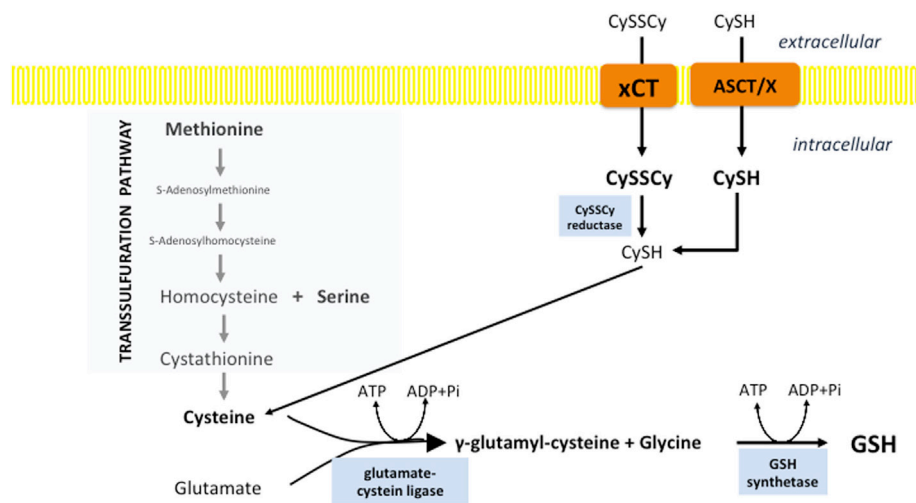 CySSCy
CySH
extracellular
xCT
ASCT/X
intracellular
TRANSSULFURATION PATHWAY
Methionine
S-Adenosylmethionine
S-Adenosylhomocysteine
Homocysteine + Serine
Cystathionine
Cysteine
CySSCy
CySH
CySSCy
reductase
CySH
ATP
ADP+Pi
γ-glutamyl-cysteine + Glycine
ATP
ADP+Pi
GSH
Glutamate
glutamate-
cystein ligase
GSH
synthetase